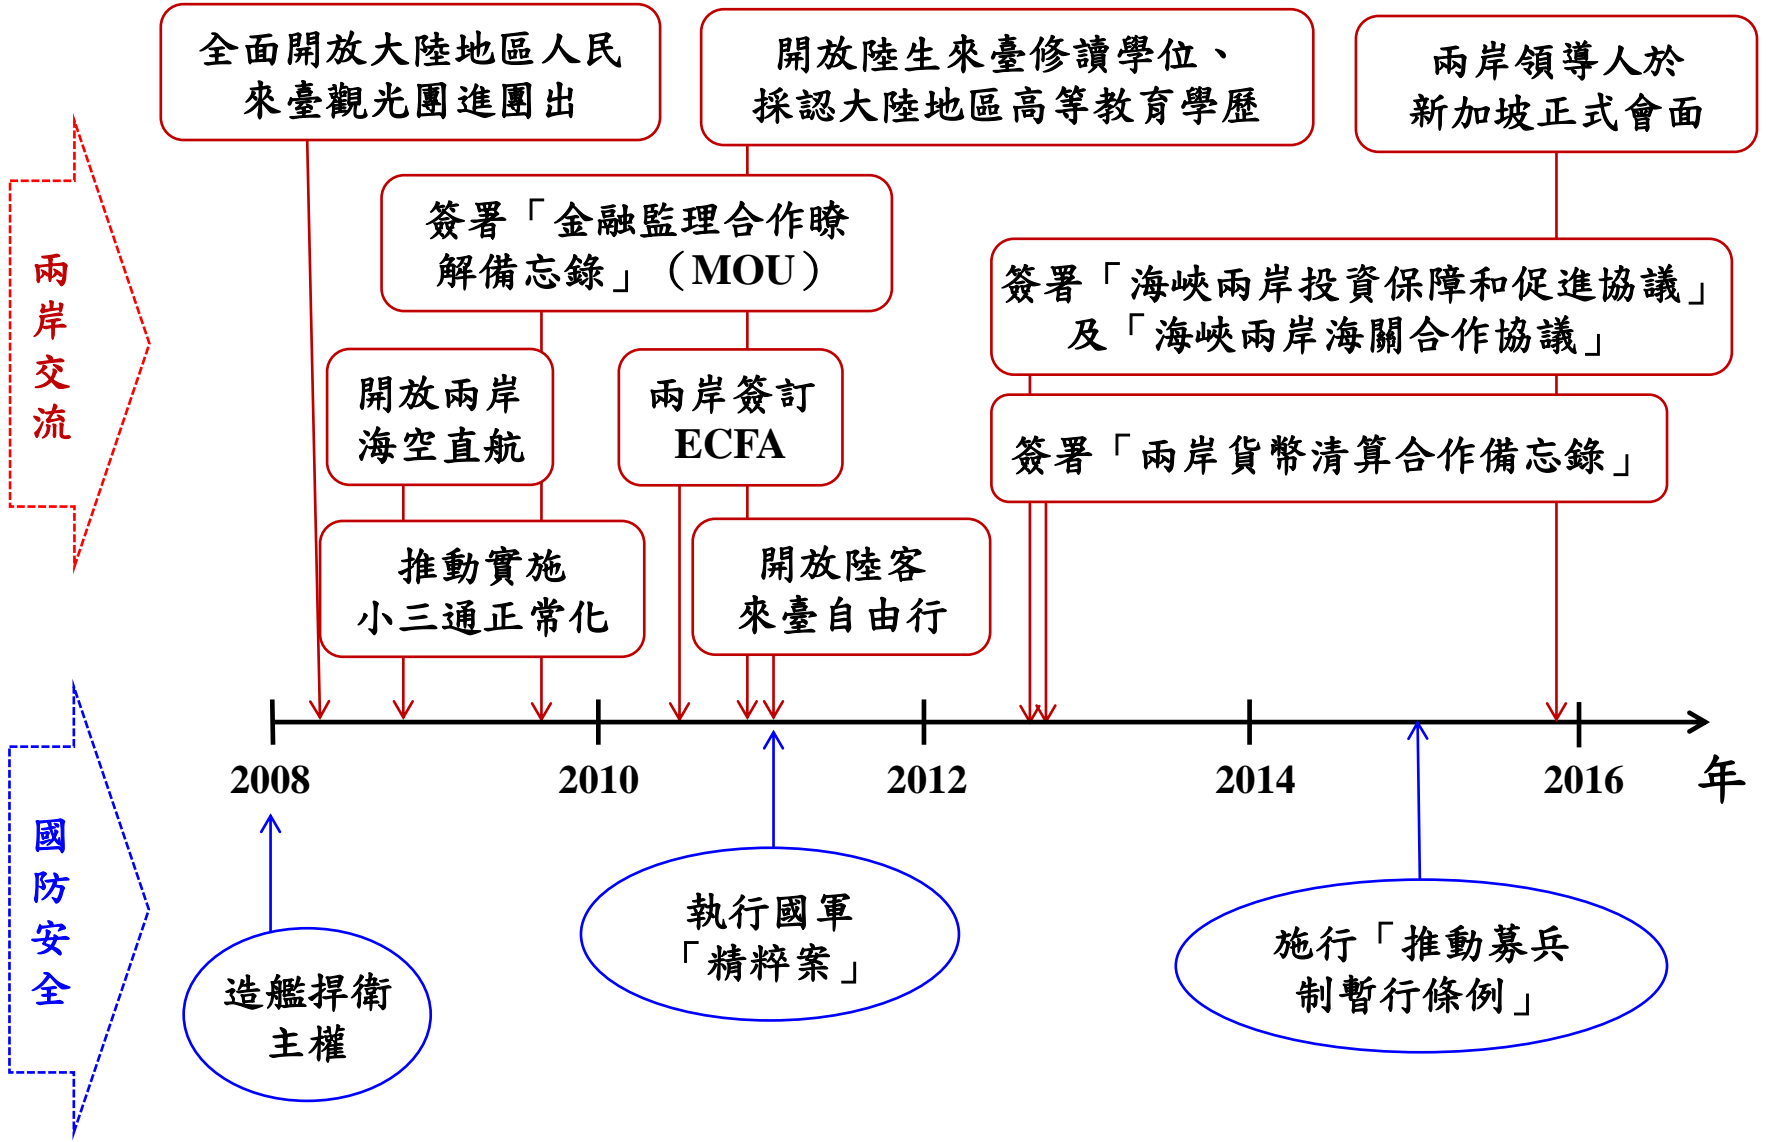 全面開放大陸地區人民
來臺觀光團進團出
開放陸生來臺修讀學位、
採認大陸地區高等教育學歷
兩岸領導人於
新加坡正式會面
簽署「金融監理合作瞭
解備忘錄」（MOU）
簽署「海峽兩岸投資保障和促進協議」
及「海峽兩岸海關合作協議」
兩岸交流
開放兩岸
海空直航
兩岸簽訂
ECFA
簽署「兩岸貨幣清算合作備忘錄」
推動實施
小三通正常化
開放陸客
來臺自由行
2008
2010
2012
2014
2016
年
國防安全
造艦捍衛
主權
執行國軍
「精粹案」
施行「推動募兵
制暫行條例」